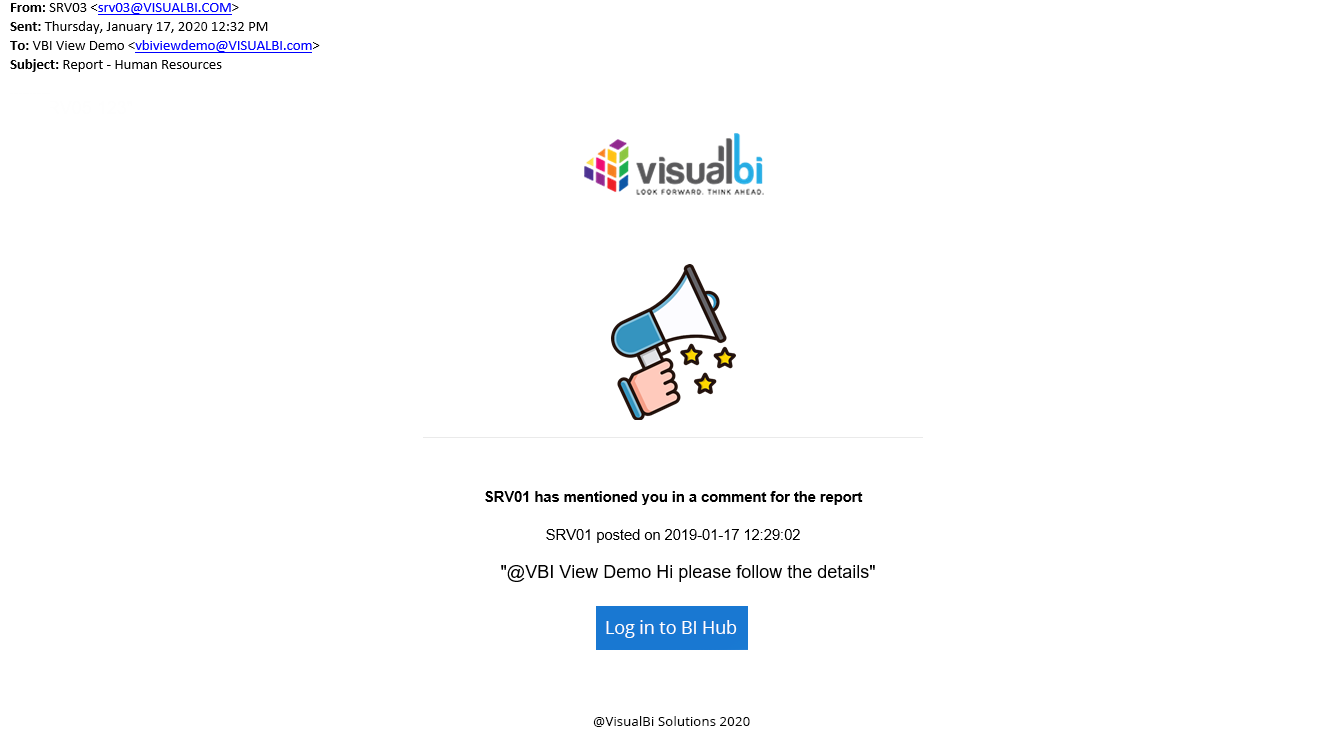 From: SRV03 <srv03@VISUALBI.COM>
Sent: Thursday, January 17, 2020 12:32 PM
To: VBI View Demo <vbiviewdemo@VISUALBI.com>
Subject: Report - Human Resources
visualbi
LOOK FORWARD. THINK AHEAD.
SRV01 has mentioned you in a comment for the report
SRV01 posted on 2019-01-17 12:29:02
"@VBI View Demo Hi please follow the details"
Log in to BI Hub
@VisualBi Solutions 2020